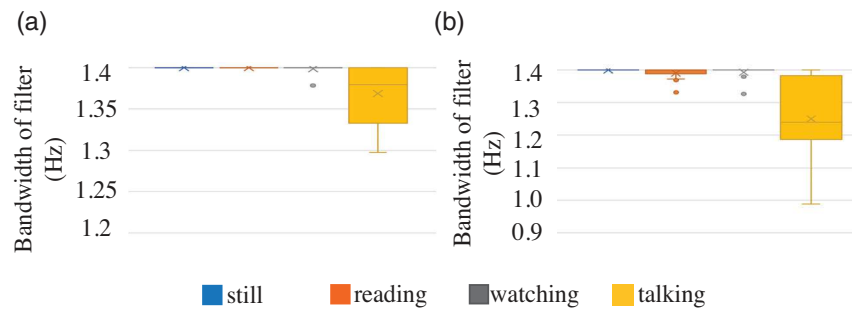 (a)
Bandwidth of filter
(Hz)
1.4
1.35
1.3
1.25
1.2
(b)
Bandwidth of filter
(Hz)
1.4
1.3
1.2
1.1
1.0
0.9
still
reading
watching
talking